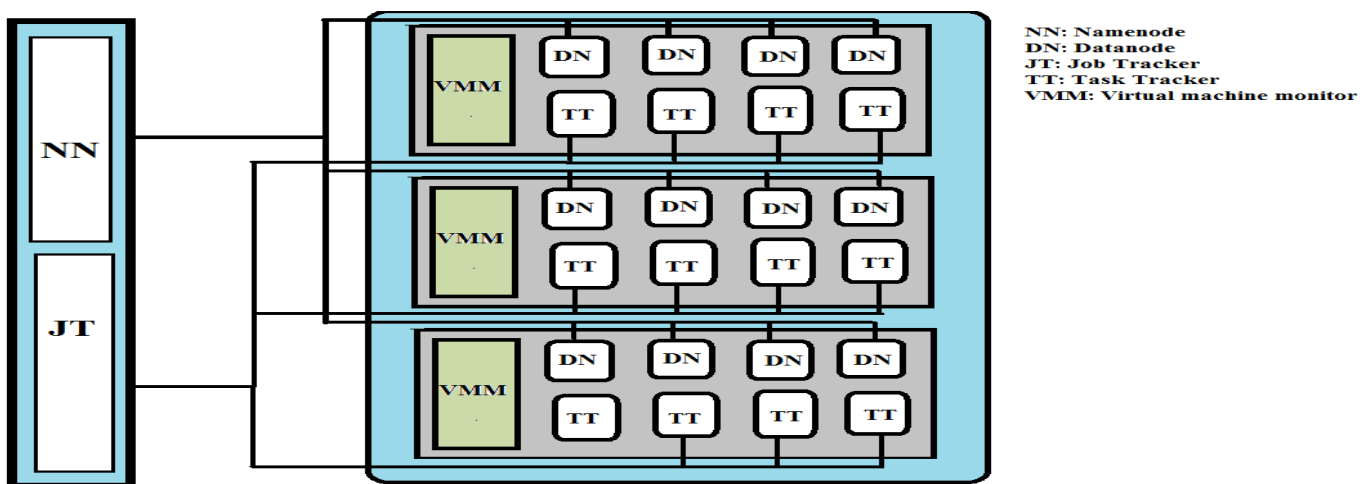 NN
JT
VMM
DN DN DN DN
TT TT TT TT
VMM
DN DN DN DN
TT TT TT TT
VMM
DN DN DN DN
TT TT TT TT
NN: Namenode
DN: Datanode
JT: Job Tracker
TT: Task Tracker
VMM: Virtual machine monitor